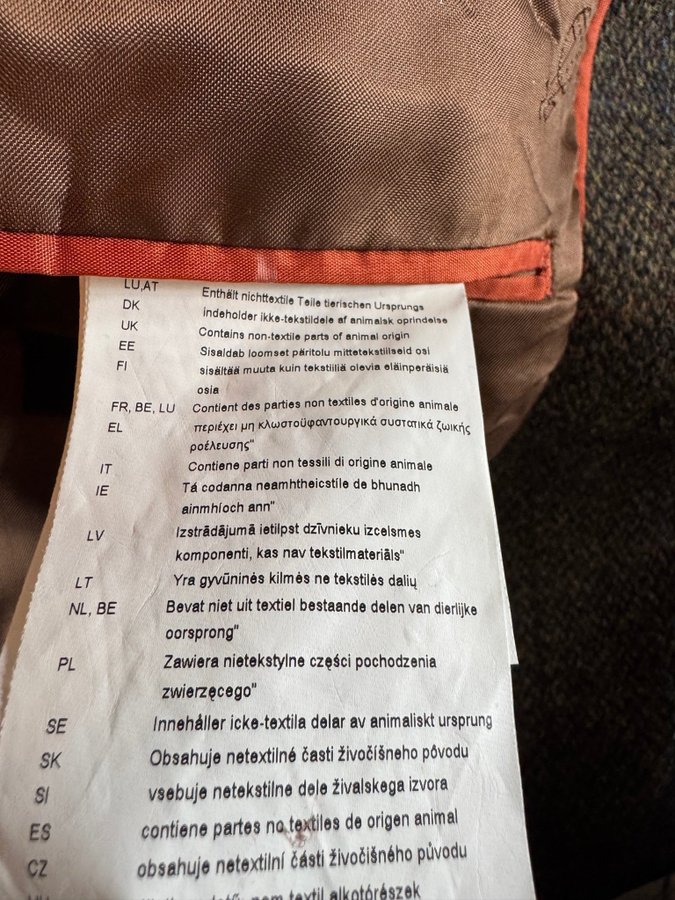 LU,AT Enthält nichttextile Teile tierischen Ursprungs
DK indeholder ikke-tekstildele af animalsk oprindelse
UK Contains non-textile parts of animal origin
EE Sisaldab loomset päritolu mittetekstiilseid osi
FI sisältää muuta kuin tekstiiliä olevia eläinperäisiä
osia
FR, BE, LU Contient des parties non textiles d'origine animale
EL περιέχει μη κλωστοϋφαντουργικά συστατικά ζωικής
ροέλευσης"
IT Contiene parti non tessili di origine animale
IE Tá codanna neamhtheicstíle de bhunadh
ainmhíoch ann"
LV Izstrādājumā ietilpst dzīvnieku izcelsmes
komponenti, kas nav tekstilmateriāls"
LT Yra gyvūninės kilmės ne tekstilės dalių
NL, BE Bevat niet uit textiel bestaande delen van dierlijke
oorsprong"
PL Zawiera nietekstylne części pochodzenia
zwierzęcego"
SE Innehåller icke-textila delar av animaliskt ursprung
SK Obsahuje netextilné časti živočíšneho pôvodu
SI vsebuje netekstilne dele živalskega izvora
ES contiene partes no textiles de origen animal
CZ obsahuje netextilní části živočišného původu
nem textil alkotórészek